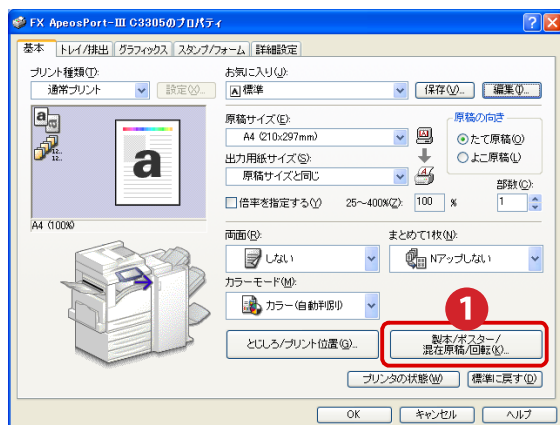 FX ApeosPort-III C3305のプロパティ
基本 トレイ/排出 グラフィックス スタンプ/フォーム 詳細設定
プリント種類(T):
通常プリント 設定(X)...
お気に入り(J):
標準 保存(V)... 編集(I)...
原稿サイズ(E):
A4 (210x297mm)
原稿の向き
たて原稿(O)
よこ原稿(L)
出力用紙サイズ(S):
原稿サイズと同じ
倍率を指定する(Y) 25～400%(Z): 100 %
部数(C):
1
A4 (100%)
両面(R):
しない
まとめて1枚(N):
Nアップしない
カラーモード(M):
カラー(自動判別)
1
とじしろ/プリント位置(G)...
製本/ポスター/
混在原稿/回転(K)...
プリンタの状態(W) 標準に戻す(D)
OK キャンセル ヘルプ